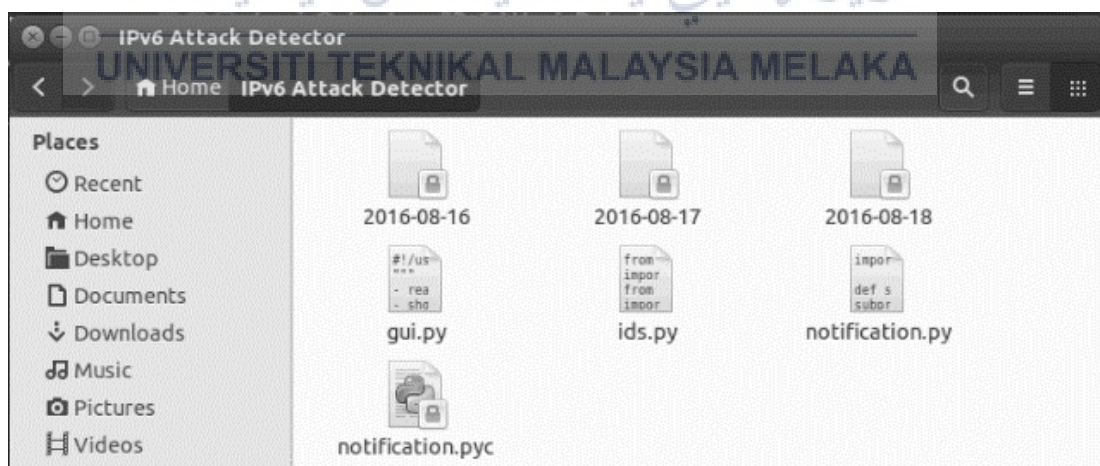 IPv6 Attack Detector
UNIVERSITI TEKNIKAL MALAYSIA MELAKA
Home IPv6 Attack Detector
Places
Recent
Home
Desktop
Documents
Downloads
Music
Pictures
Videos
2016-08-16 2016-08-17 2016-08-18
#!/us
"""
- rea
- sho
gui.py
from
impor
from
impor
ids.py
impor
def s
subor
notification.py
notification.pyc